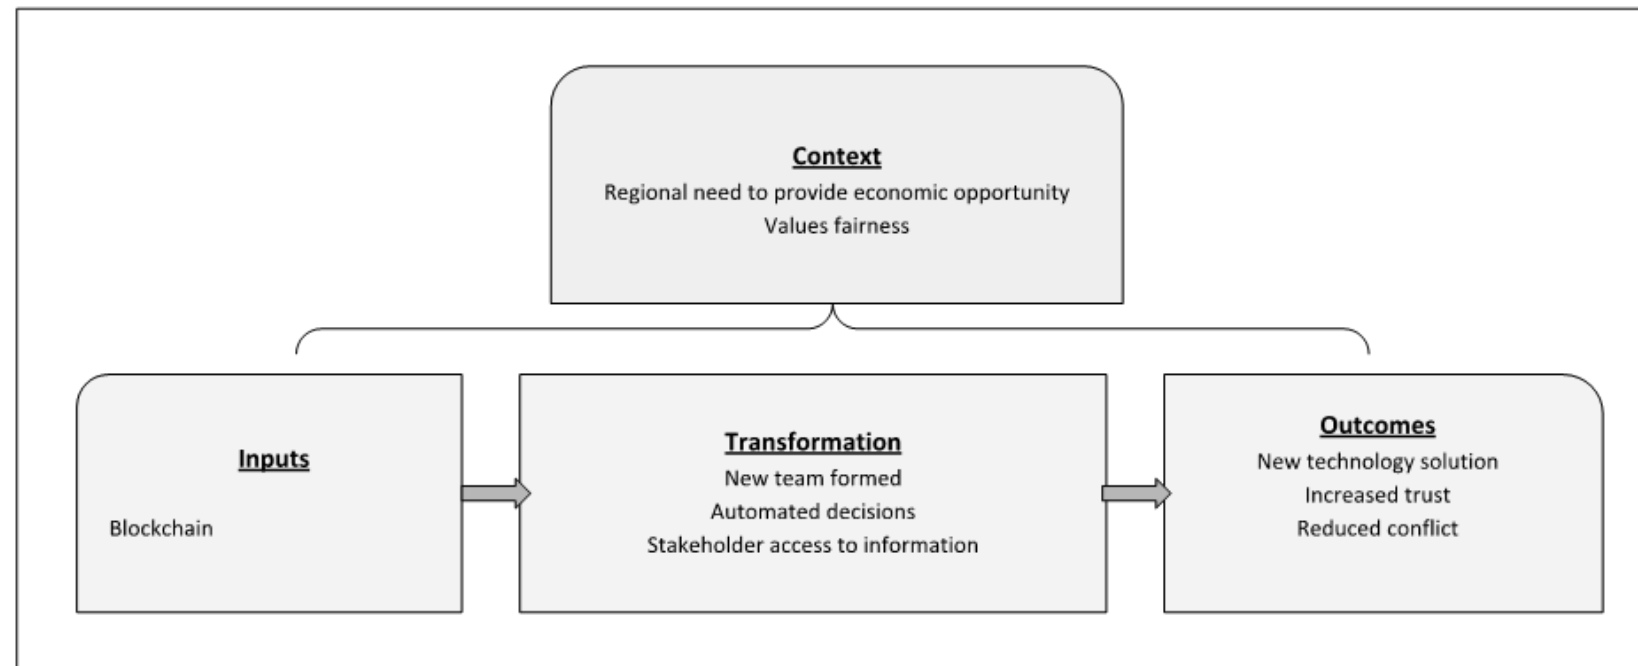 Context
Regional need to provide economic opportunity
Values fairness
Inputs
Blockchain
Transformation
New team formed
Automated decisions
Stakeholder access to information
Outcomes
New technology solution
Increased trust
Reduced conflict